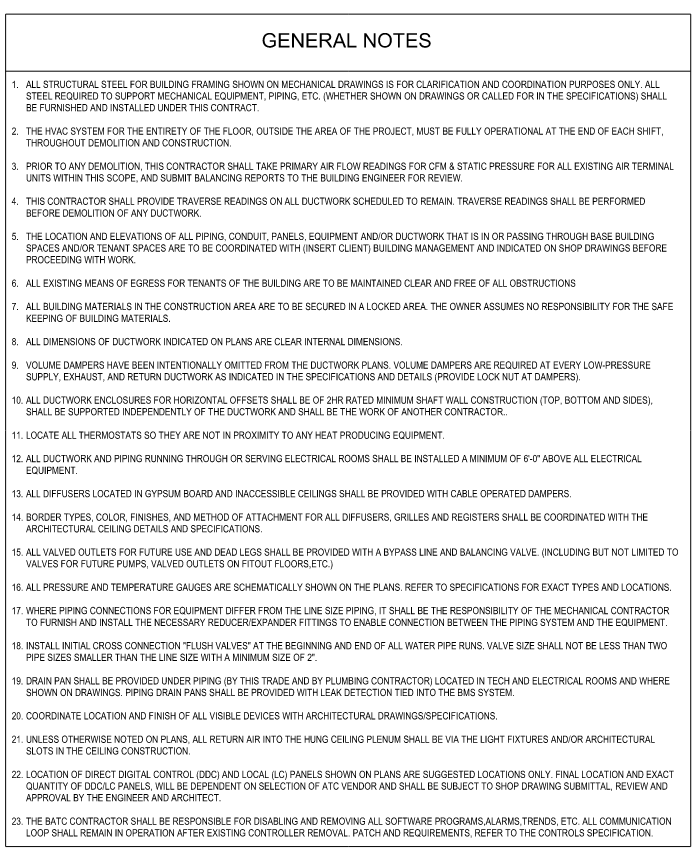 GENERAL NOTES
1. ALL STRUCTURAL STEEL FOR BUILDING FRAMING SHOWN ON MECHANICAL DRAWINGS IS FOR CLARIFICATION AND COORDINATION PURPOSES ONLY. ALL
STEEL REQUIRED TO SUPPORT MECHANICAL EQUIPMENT, PIPING, ETC. (WHETHER SHOWN ON DRAWINGS OR CALLED FOR IN THE SPECIFICATIONS) SHALL
BE FURNISHED AND INSTALLED UNDER THIS CONTRACT.
2. THE HVAC SYSTEM FOR THE ENTIRETY OF THE FLOOR, OUTSIDE THE AREA OF THE PROJECT, MUST BE FULLY OPERATIONAL AT THE END OF EACH SHIFT,
THROUGHOUT DEMOLITION AND CONSTRUCTION.
3. PRIOR TO ANY DEMOLITION, THIS CONTRACTOR SHALL TAKE PRIMARY AIR FLOW READINGS FOR CFM & STATIC PRESSURE FOR ALL EXISTING AIR TERMINAL
UNITS WITHIN THIS SCOPE, AND SUBMIT BALANCING REPORTS TO THE BUILDING ENGINEER FOR REVIEW.
4. THIS CONTRACTOR SHALL PROVIDE TRAVERSE READINGS ON ALL DUCTWORK SCHEDULED TO REMAIN. TRAVERSE READINGS SHALL BE PERFORMED
BEFORE DEMOLITION OF ANY DUCTWORK.
5. THE LOCATION AND ELEVATIONS OF ALL PIPING, CONDUIT, PANELS, EQUIPMENT AND/OR DUCTWORK THAT IS IN OR PASSING THROUGH BASE BUILDING
SPACES AND/OR TENANT SPACES ARE TO BE COORDINATED WITH (INSERT CLIENT) BUILDING MANAGEMENT AND INDICATED ON SHOP DRAWINGS BEFORE
PROCEEDING WITH WORK.
6. ALL EXISTING MEANS OF EGRESS FOR TENANTS OF THE BUILDING ARE TO BE MAINTAINED CLEAR AND FREE OF ALL OBSTRUCTIONS
7. ALL BUILDING MATERIALS IN THE CONSTRUCTION AREA ARE TO BE SECURED IN A LOCKED AREA. THE OWNER ASSUMES NO RESPONSIBILITY FOR THE SAFE
KEEPING OF BUILDING MATERIALS.
8. ALL DIMENSIONS OF DUCTWORK INDICATED ON PLANS ARE CLEAR INTERNAL DIMENSIONS.
9. VOLUME DAMPERS HAVE BEEN INTENTIONALLY OMITTED FROM THE DUCTWORK PLANS. VOLUME DAMPERS ARE REQUIRED AT EVERY LOW-PRESSURE
SUPPLY, EXHAUST, AND RETURN DUCTWORK AS INDICATED IN THE SPECIFICATIONS AND DETAILS (PROVIDE LOCK NUT AT DAMPERS).
10. ALL DUCTWORK ENCLOSURES FOR HORIZONTAL OFFSETS SHALL BE OF 2HR RATED MINIMUM SHAFT WALL CONSTRUCTION (TOP, BOTTOM AND SIDES),
SHALL BE SUPPORTED INDEPENDENTLY OF THE DUCTWORK AND SHALL BE THE WORK OF ANOTHER CONTRACTOR..
11. LOCATE ALL THERMOSTATS SO THEY ARE NOT IN PROXIMITY TO ANY HEAT PRODUCING EQUIPMENT.
12. ALL DUCTWORK AND PIPING RUNNING THROUGH OR SERVING ELECTRICAL ROOMS SHALL BE INSTALLED A MINIMUM OF 6'-0" ABOVE ALL ELECTRICAL
EQUIPMENT.
13. ALL DIFFUSERS LOCATED IN GYPSUM BOARD AND INACCESSIBLE CEILINGS SHALL BE PROVIDED WITH CABLE OPERATED DAMPERS.
14. BORDER TYPES, COLOR, FINISHES, AND METHOD OF ATTACHMENT FOR ALL DIFFUSERS, GRILLES AND REGISTERS SHALL BE COORDINATED WITH THE
ARCHITECTURAL CEILING DETAILS AND SPECIFICATIONS.
15. ALL VALVED OUTLETS FOR FUTURE USE AND DEAD LEGS SHALL BE PROVIDED WITH A BYPASS LINE AND BALANCING VALVE. (INCLUDING BUT NOT LIMITED TO
VALVES FOR FUTURE PUMPS, VALVED OUTLETS ON FITOUT FLOORS,ETC.)
16. ALL PRESSURE AND TEMPERATURE GAUGES ARE SCHEMATICALLY SHOWN ON THE PLANS. REFER TO SPECIFICATIONS FOR EXACT TYPES AND LOCATIONS.
17. WHERE PIPING CONNECTIONS FOR EQUIPMENT DIFFER FROM THE LINE SIZE PIPING, IT SHALL BE THE RESPONSIBILITY OF THE MECHANICAL CONTRACTOR
TO FURNISH AND INSTALL THE NECESSARY REDUCER/EXPANDER FITTINGS TO ENABLE CONNECTION BETWEEN THE PIPING SYSTEM AND THE EQUIPMENT.
18. INSTALL INITIAL CROSS CONNECTION "FLUSH VALVES" AT THE BEGINNING AND END OF ALL WATER PIPE RUNS. VALVE SIZE SHALL NOT BE LESS THAN TWO
PIPE SIZES SMALLER THAN THE LINE SIZE WITH A MINIMUM SIZE OF 2".
19. DRAIN PAN SHALL BE PROVIDED UNDER PIPING (BY THIS TRADE AND BY PLUMBING CONTRACTOR) LOCATED IN TECH AND ELECTRICAL ROOMS AND WHERE
SHOWN ON DRAWINGS. PIPING DRAIN PANS SHALL BE PROVIDED WITH LEAK DETECTION TIED INTO THE BMS SYSTEM.
20. COORDINATE LOCATION AND FINISH OF ALL VISIBLE DEVICES WITH ARCHITECTURAL DRAWINGS/SPECIFICATIONS.
21. UNLESS OTHERWISE NOTED ON PLANS, ALL RETURN AIR INTO THE HUNG CEILING PLENUM SHALL BE VIA THE LIGHT FIXTURES AND/OR ARCHITECTURAL
SLOTS IN THE CEILING CONSTRUCTION.
22. LOCATION OF DIRECT DIGITAL CONTROL (DDC) AND LOCAL (LC) PANELS SHOWN ON PLANS ARE SUGGESTED LOCATIONS ONLY. FINAL LOCATION AND EXACT
QUANTITY OF DDC/LC PANELS, WILL BE DEPENDENT ON SELECTION OF ATC VENDOR AND SHALL BE SUBJECT TO SHOP DRAWING SUBMITTAL, REVIEW AND
APPROVAL BY THE ENGINEER AND ARCHITECT.
23. THE BATC CONTRACTOR SHALL BE RESPONSIBLE FOR DISABLING AND REMOVING ALL SOFTWARE PROGRAMS,ALARMS,TRENDS, ETC. ALL COMMUNICATION
LOOP SHALL REMAIN IN OPERATION AFTER EXISTING CONTROLLER REMOVAL. PATCH AND REQUIREMENTS, REFER TO THE CONTROLS SPECIFICATION.